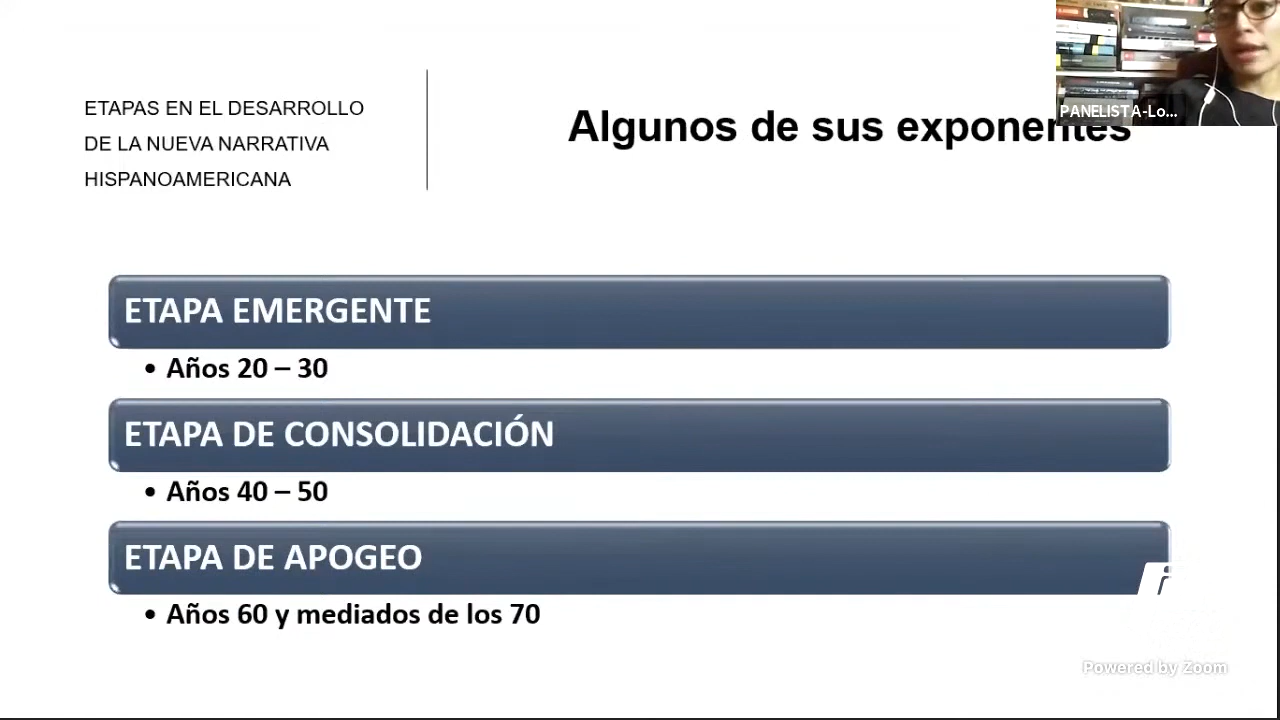 ETAPAS EN EL DESARROLLO
DE LA NUEVA NARRATIVA
HISPANOAMERICANA
Algunos de sus exponentes
PANELISTA-Lo...
ETAPA EMERGENTE
• Años 20 – 30
ETAPA DE CONSOLIDACIÓN
• Años 40 – 50
ETAPA DE APOGEO
• Años 60 y mediados de los 70
Powered by Zoom